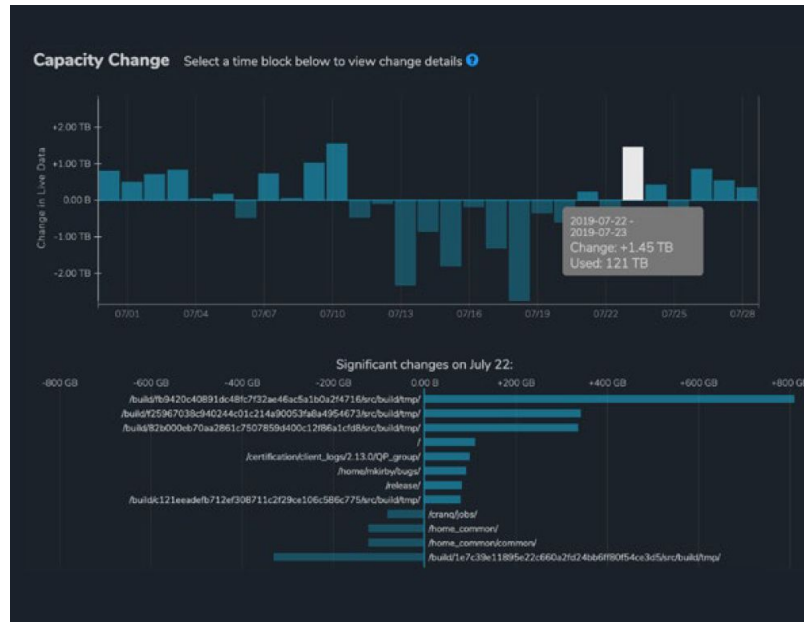 Capacity Change Select a time block below to view change details ?
Change in Live Data
+2.00 TB
+1.00 TB
0.00 B
-1.00 TB
-2.00 TB
2019-07-22 -
2019-07-23
Change: +1.45 TB
Used: 121 TB
07/01 07/04 07/07 07/10 07/13 07/16 07/19 07/22 07/25 07/28
Significant changes on July 22:
-800 GB -600 GB -400 GB -200 GB 0.00 B +200 GB +400 GB +600 GB +800 G
/build/fb9420c40891dc48fc7f32ae46ac5a1b0a2f4716/src/build/tmp/
/build/f25967038c940244c01c214a90053fa8a4954673/src/build/tmp/
/build/82b000eb70aa2861c7507859d400c12f86a1cfd8/src/build/tmp/
/
/certification/client_logs/2.13.0/QP_group/
/home/mkirby/bugs/
/release/
/build/c121eeadefb712ef308711c2f29ce106c586c775/src/build/tmp/
/cranq/jobs/
/home_common/
/home_common/common/
/build/1e7c39e11895e22c660a2fd24bb6ff80f54ce3d5/src/build/tmp/